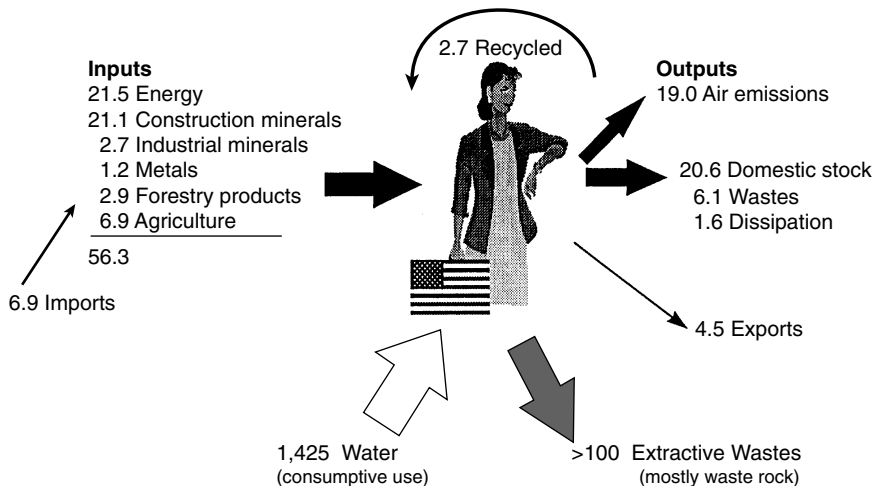 2.7 Recycled
Inputs
21.5 Energy
21.1 Construction minerals
2.7 Industrial minerals
1.2 Metals
2.9 Forestry products
6.9 Agriculture
56.3
6.9 Imports
Outputs
19.0 Air emissions
20.6 Domestic stock
6.1 Wastes
1.6 Dissipation
4.5 Exports
1,425 Water
(consumptive use)
>100 Extractive Wastes
(mostly waste rock)